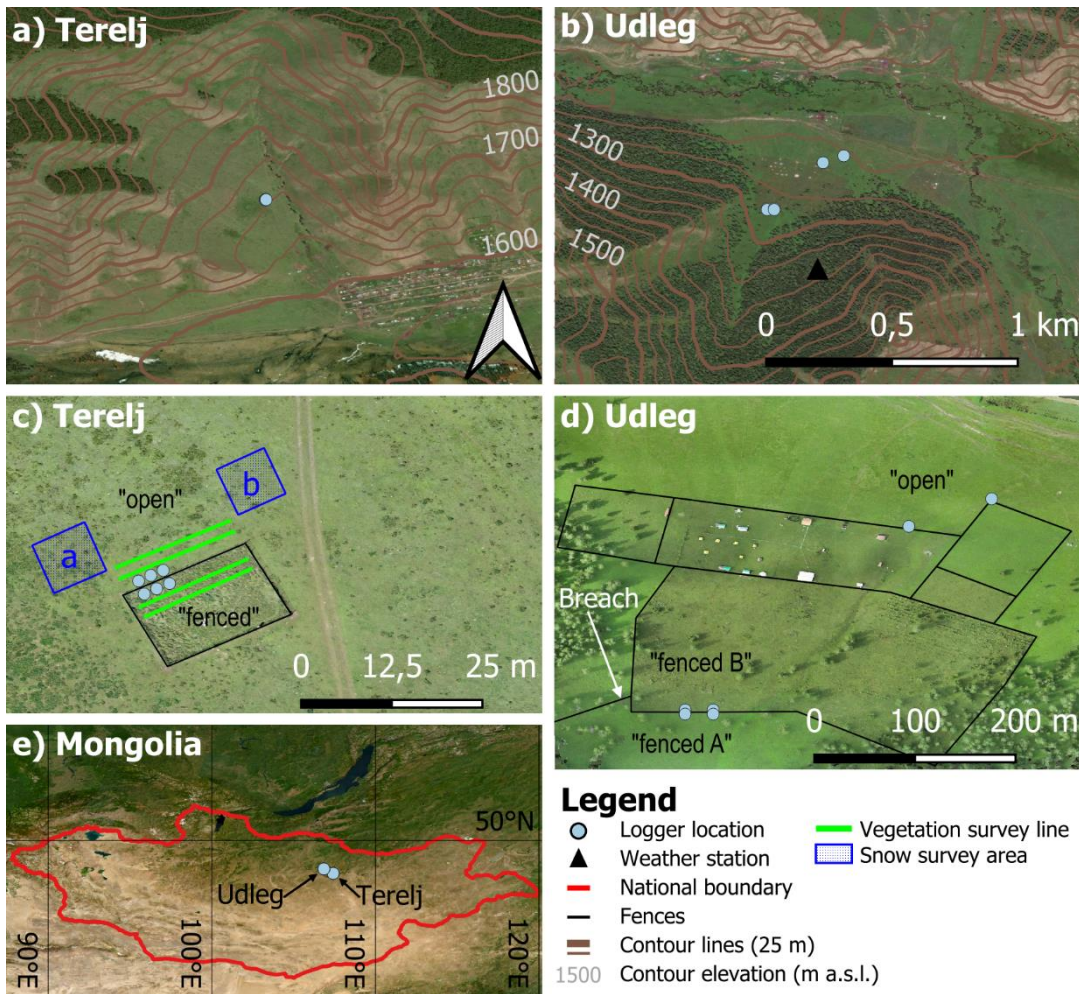 a) Terelj
1800
1700
1600
b) Udleg
1300
1400
1500
0 0,5 1 km
c) Terelj
"open"
b
a
"fenced"
0 12,5 25 m
d) Udleg
"open"
Breach
"fenced B"
0 100 200 m
"fenced A"
e) Mongolia
50°N
Udleg
Terelj
90°E
100°E
110°E
120°E
Legend
Logger location
Weather station
National boundary
Fences
Contour lines (25 m)
1500 Contour elevation (m a.s.l.)
Vegetation survey line
Snow survey area